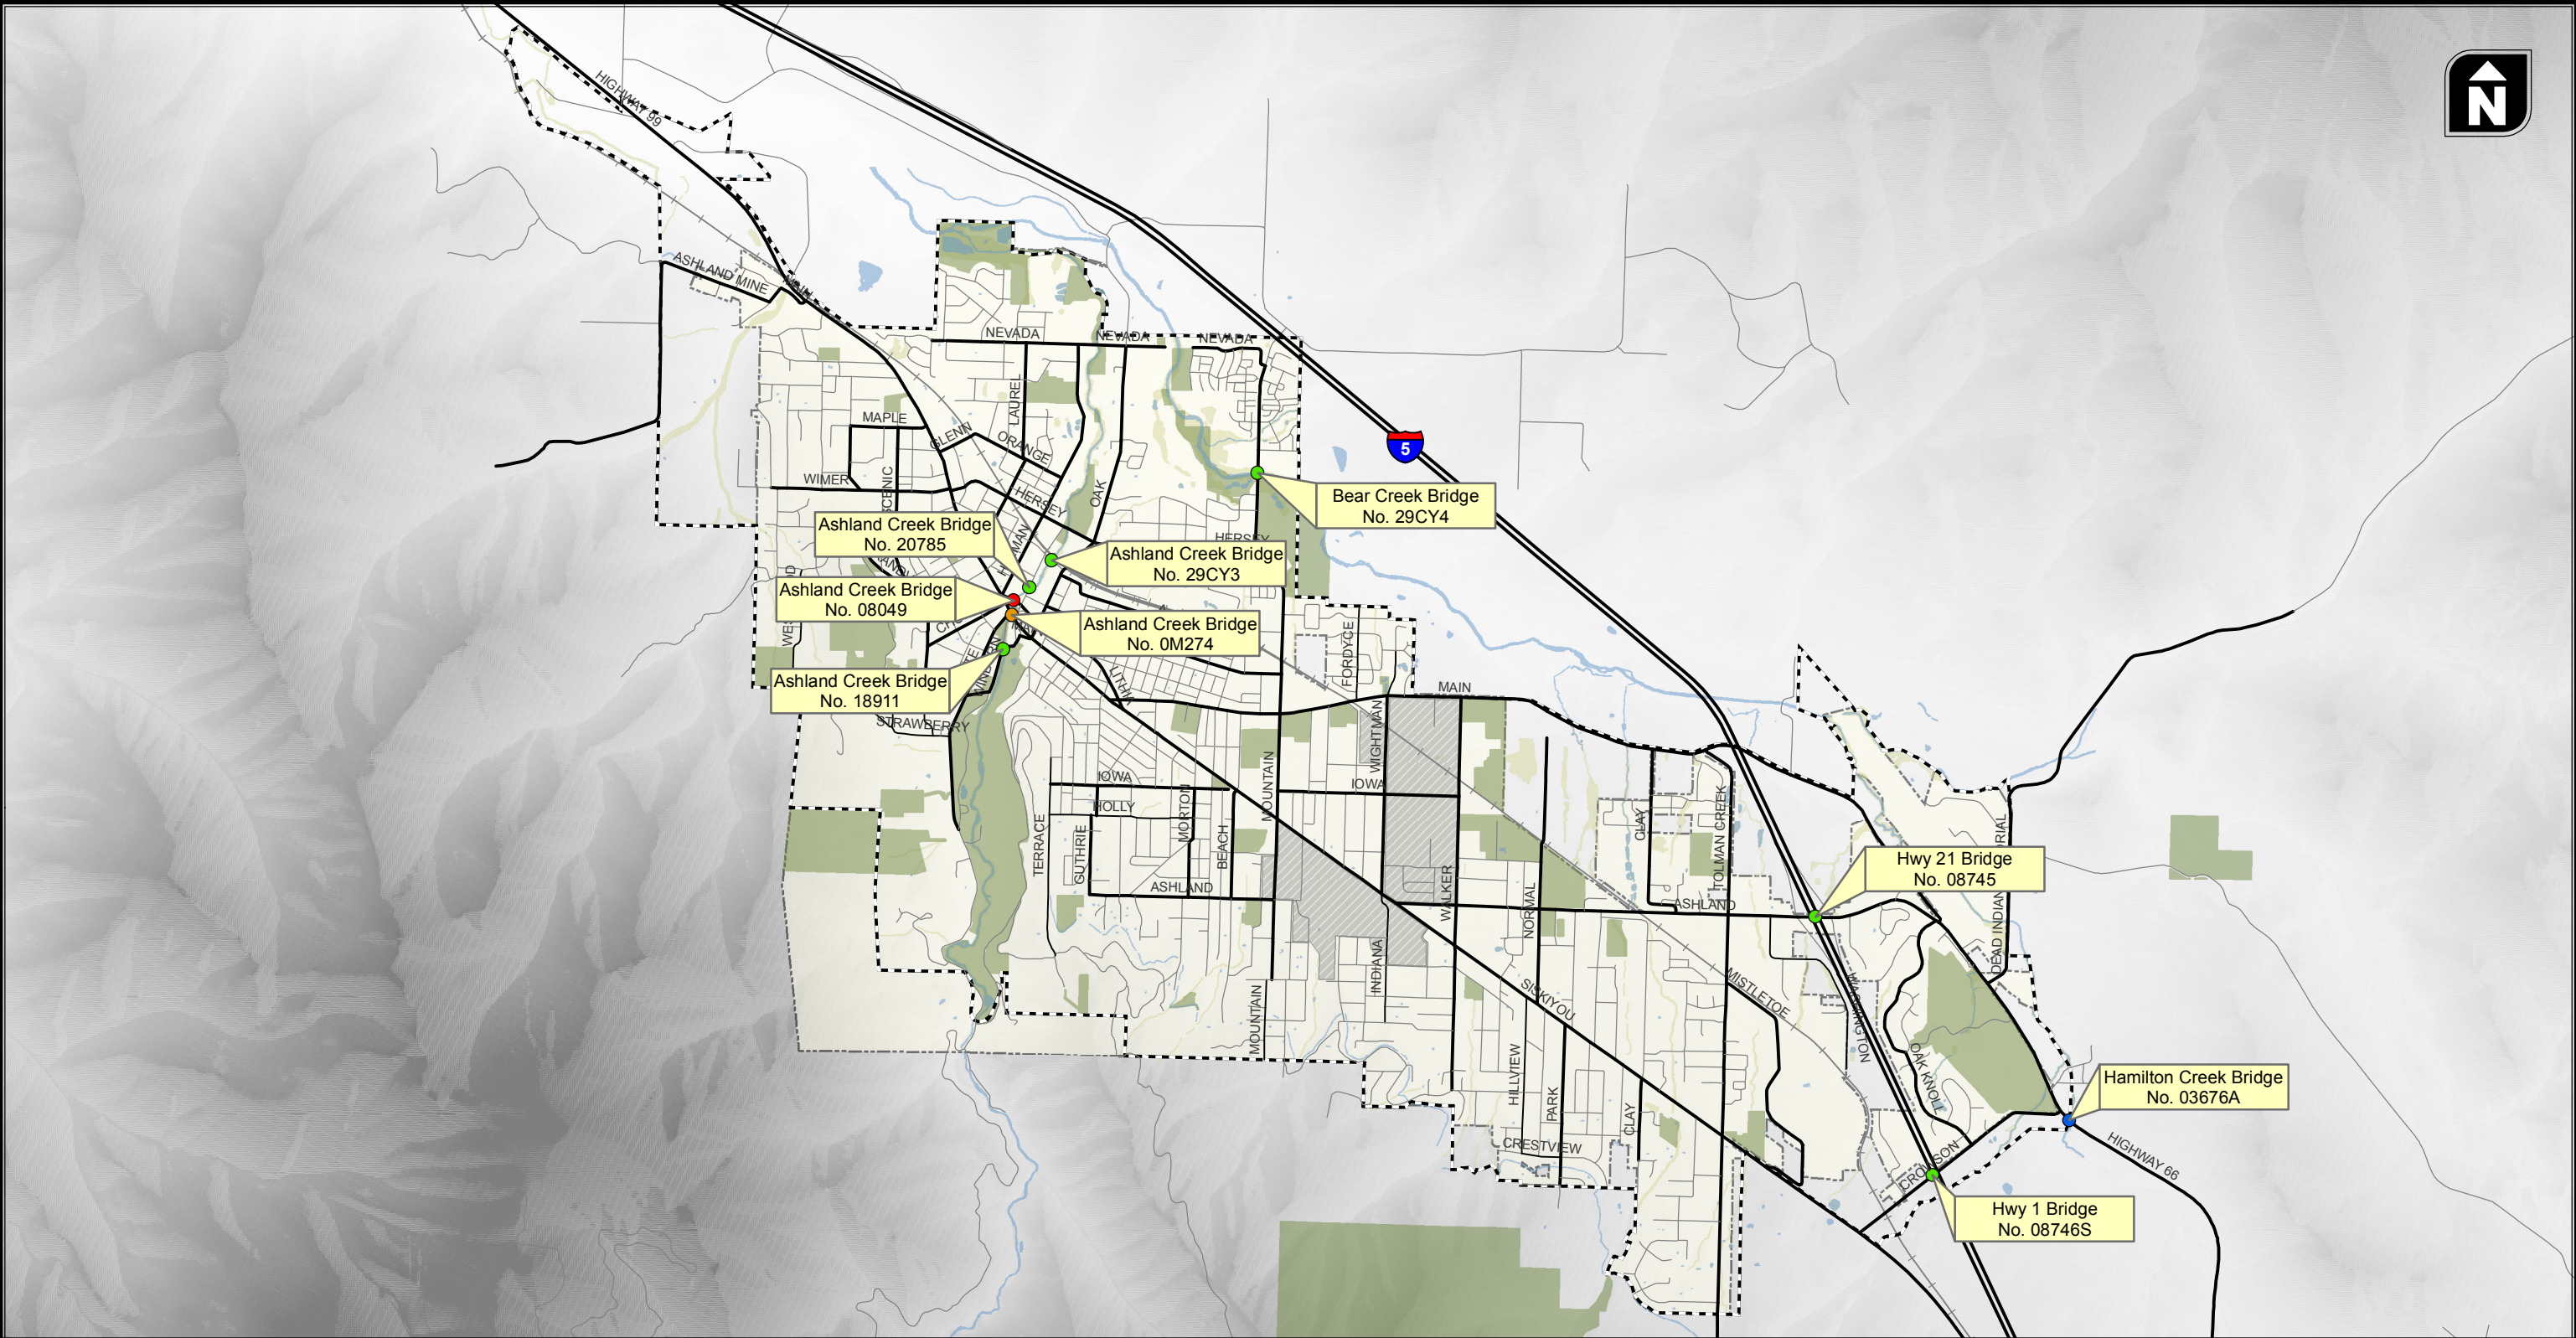 HIGHWAY 99
N
ASHLAND MINE
MAIN
NEVADA
NEVADA
NEVADA
LAUREL
MAPLE
GLENN
ORANGE
5
WIMER
SCENIC
HERSEY
OAK
Bear Creek Bridge
No. 29CY4
Ashland Creek Bridge
No. 20785
HERSEY
Ashland Creek Bridge
No. 29CY3
Ashland Creek Bridge
No. 08049
Ashland Creek Bridge
No. 0M274
FORDYCE
LITHIA
Ashland Creek Bridge
No. 18911
STRAWBERRY
MAIN
WIGHTMAN
IOWA
HOLLY
MORTON
MOUNTAIN
IOWA
TERRACE
GUTHRIE
BEACH
CLAY
TOLMAN CREEK
ASHLAND
WALKER
NORMAL
ASHLAND
Hwy 21 Bridge
No. 08745
DEAD INDIAN
INDIANA
MOUNTAIN
SISKIYOU
MISTLETOE
WASHINGTON
OAK KNOLL
HILLVIEW
PARK
CLAY
CRESTVIEW
Hamilton Creek Bridge
No. 03676A
CROWSON
HIGHWAY 66
Hwy 1 Bridge
No. 08746S